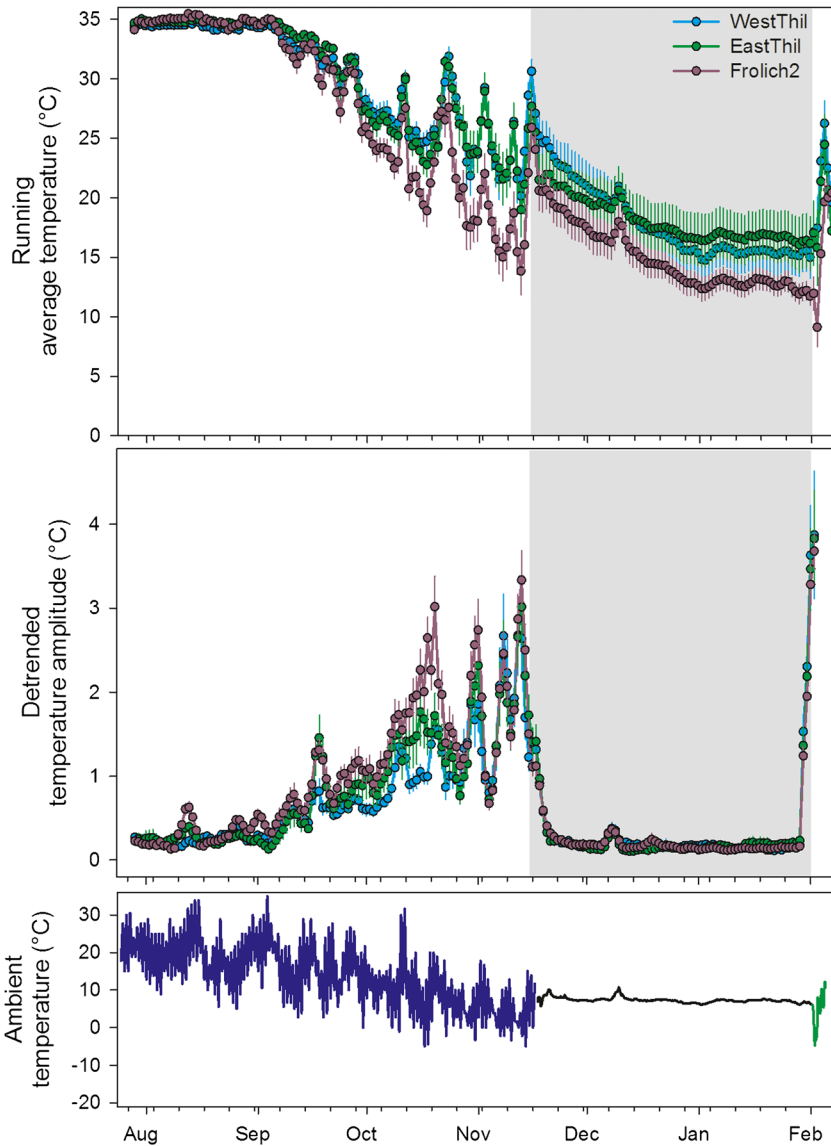 35
30
25
20
15
10
5
0
Running
average temperature (°C)
WestThil
EastThil
Frolich2
4
3
2
1
0
Detrended
temperature amplitude (°C)
30
20
10
0
-10
-20
Ambient
temperature (°C)
Aug Sep Oct Nov Dec Jan Feb